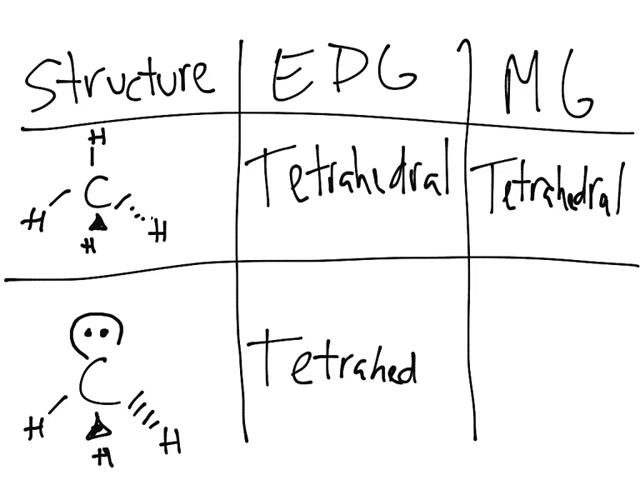 Structure EDG MG
H
C
H H
H
Tetrahedral Tetrahedral
C
H H
H
Tetrahed